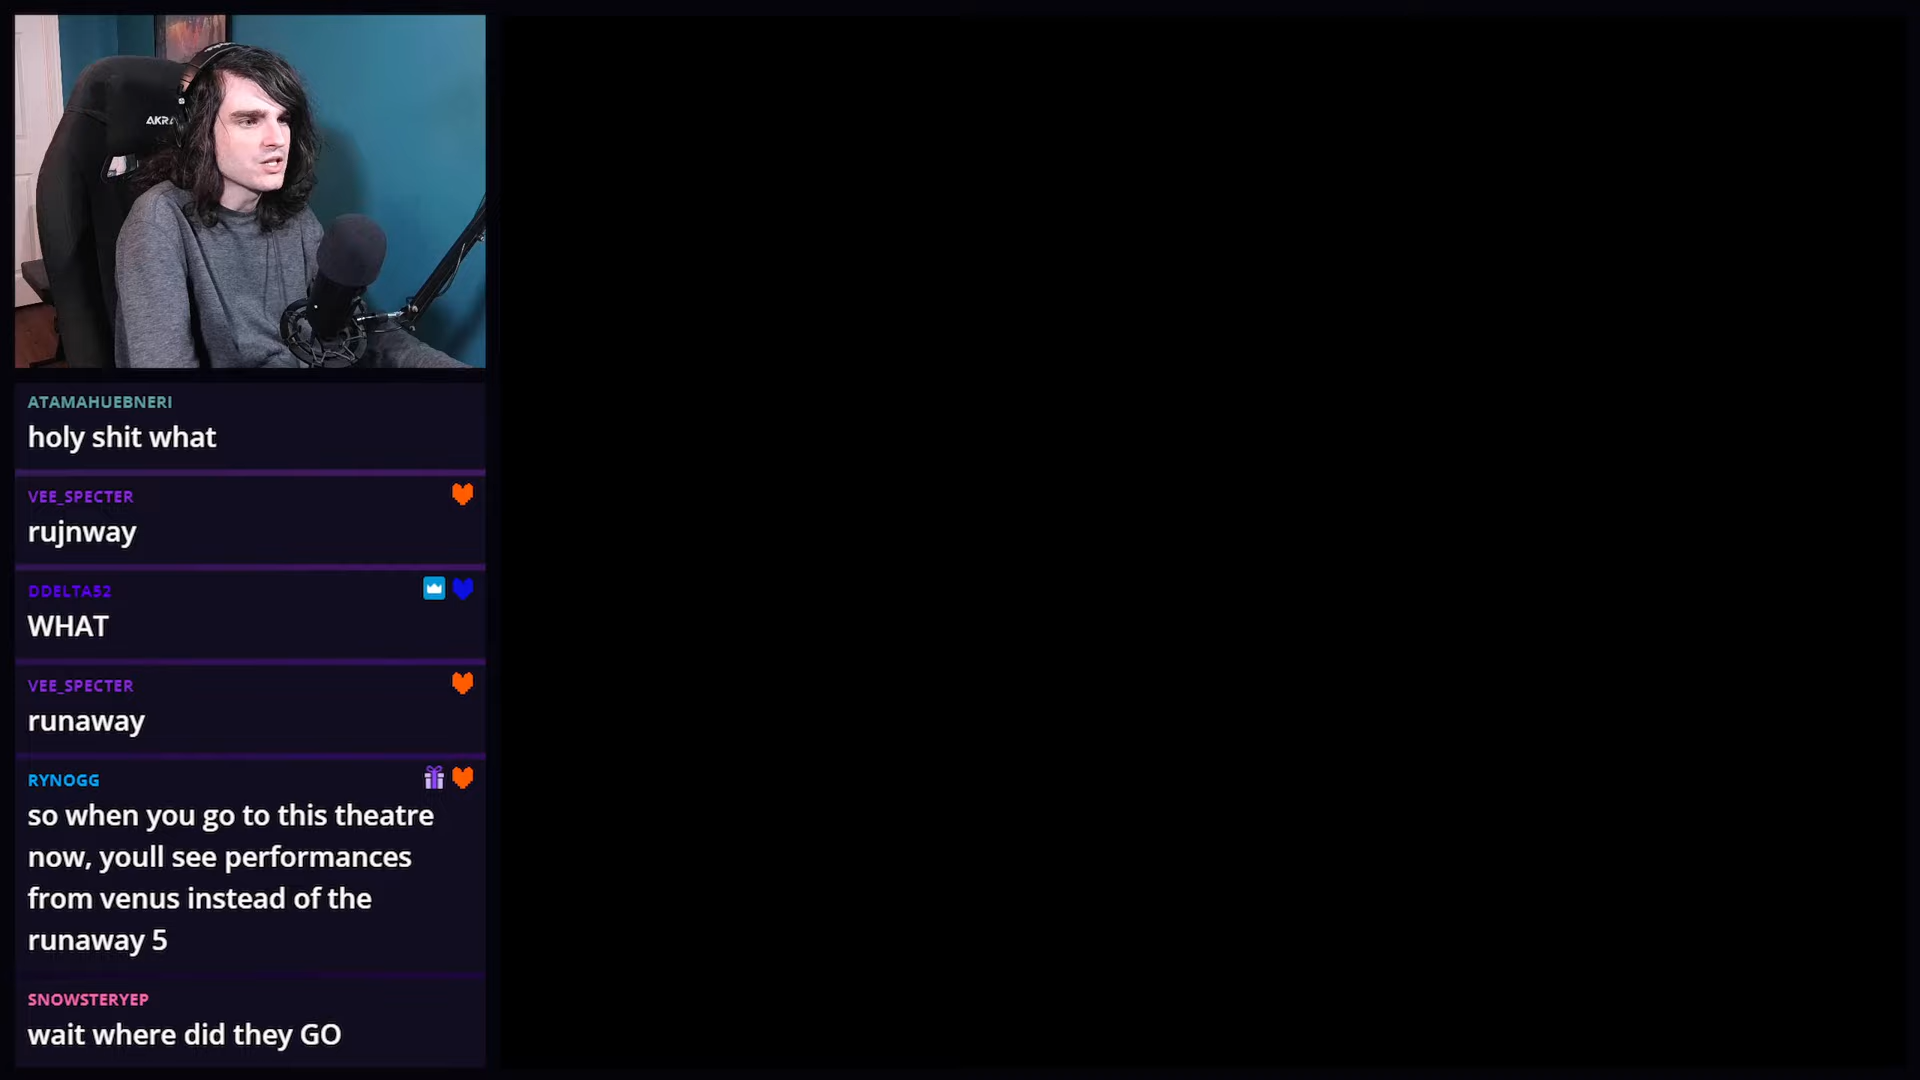 AKRA
ATAMAHUEBNERI
holy shit what
VEE_SPECTER
rujnway
DDELTA52
WHAT
VEE_SPECTER
runaway
RYNOGG
so when you go to this theatre
now, youll see performances
from venus instead of the
runaway 5
SNOWSTERYEP
wait where did they GO